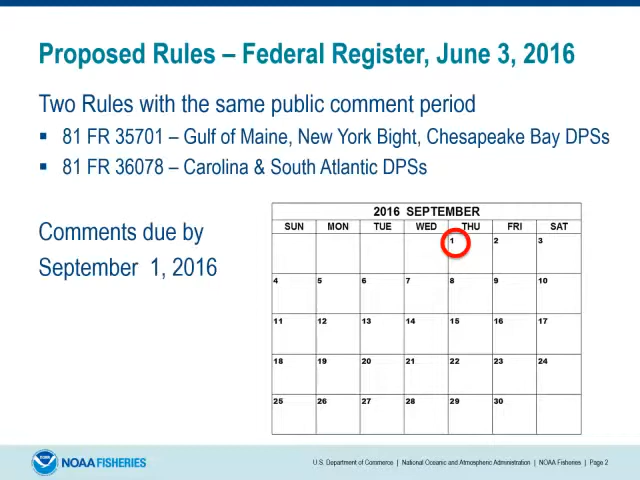 Proposed Rules – Federal Register, June 3, 2016
Two Rules with the same public comment period
▪ 81 FR 35701 – Gulf of Maine, New York Bight, Chesapeake Bay DPSs
▪ 81 FR 36078 – Carolina & South Atlantic DPSs
Comments due by
September 1, 2016
2016 SEPTEMBER
SUN MON TUE WED THU FRI SAT
1 2 3
4 5 6 7 8 9 10
11 12 13 14 15 16 17
18 19 20 21 22 23 24
25 26 27 28 29 30
NOAA FISHERIES
U.S. Department of Commerce | National Oceanic and Atmospheric Administration | NOAA Fisheries | Page 2